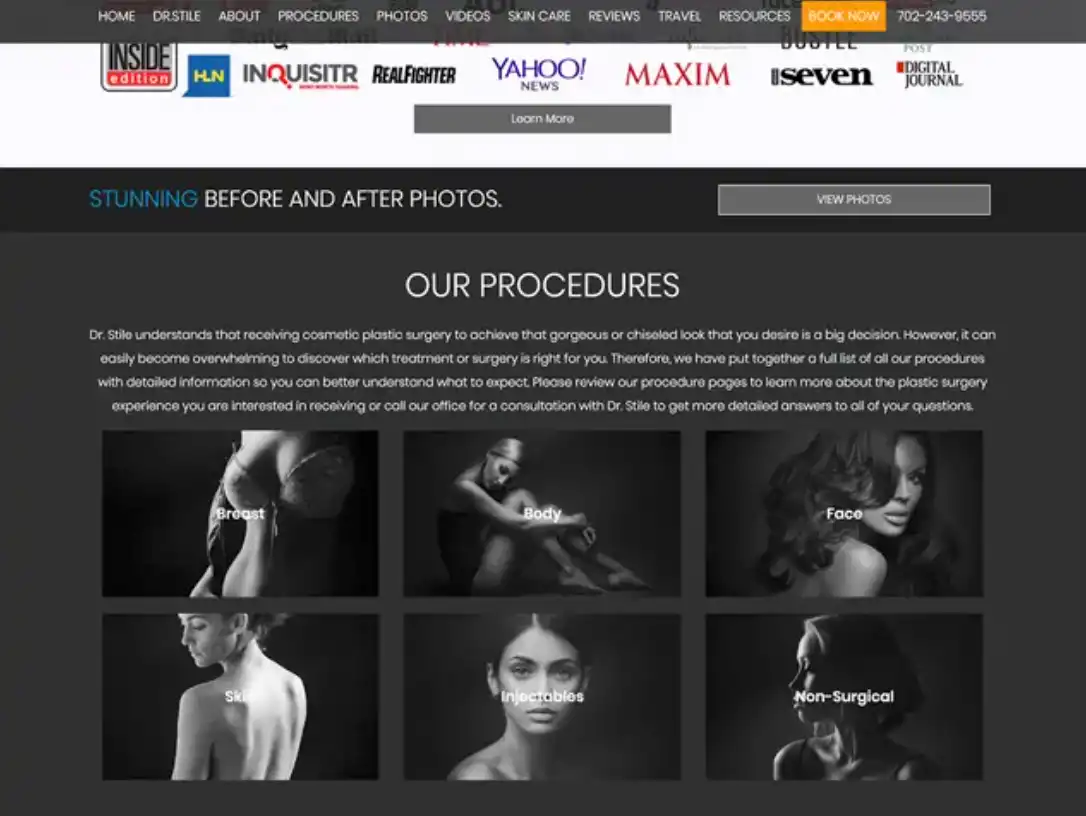 HOME DR.STILE ABOUT PROCEDURES PHOTOS VIDEOS SKIN CARE REVIEWS TRAVEL RESOURCES BOOK NOW 702-243-9555
TIME
BUSTLE
POST
INSIDE edition HLN INQUISITR REALFIGHTER YAHOO! NEWS MAXIM seven DIGITAL JOURNAL
Learn More
STUNNING BEFORE AND AFTER PHOTOS. VIEW PHOTOS
OUR PROCEDURES
Dr. Stile understands that receiving cosmetic plastic surgery to achieve that gorgeous or chiseled look that you desire is a big decision. However, it can
easily become overwhelming to discover which treatment or surgery is right for you. Therefore, we have put together a full list of all our procedures
with detailed information so you can better understand what to expect. Please review our procedure pages to learn more about the plastic surgery
experience you are interested in receiving or call our office for a consultation with Dr. Stile to get more detailed answers to all of your questions.
Breast Body Face
Skin Injectables Non-Surgical